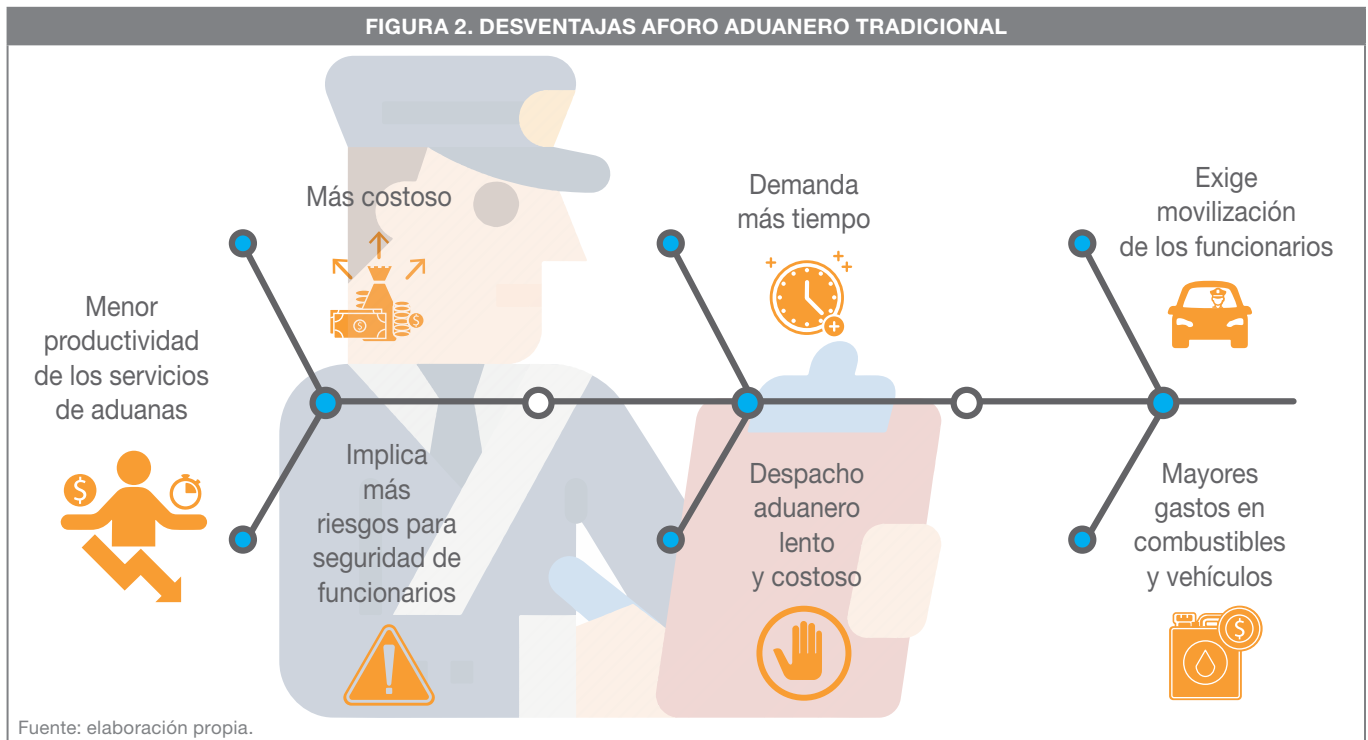 FIGURA 2. DESVENTAJAS AFORO ADUANERO TRADICIONAL
Menor
productividad
de los servicios
de aduanas
$
Más costoso
$
$
Implica
más
riesgos para
seguridad de
funcionarios
!
Demanda
más tiempo
Despacho
aduanero
lento
y costoso
Exige
movilización
de los funcionarios
Mayores
gastos en
combustibles
y vehículos
$
Fuente: elaboración propia.